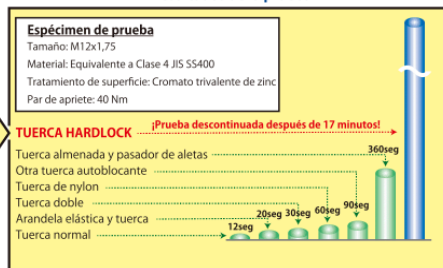 Espécimen de prueba
Tamaño: M12x1,75
Material: Equivalente a Clase 4 JIS SS400
Tratamiento de superficie: Cromato trivalente de zinc
Par de apriete: 40 Nm
TUERCA HARDLOCK ¡Prueba descontinuada después de 17 minutos!
Tuerca almenada y pasador de aletas 360seg
Otra tuerca autoblocante 90seg
Tuerca de nylon 60seg
Tuerca doble 30seg
Arandela elástica y tuerca 20seg
Tuerca normal 12seg